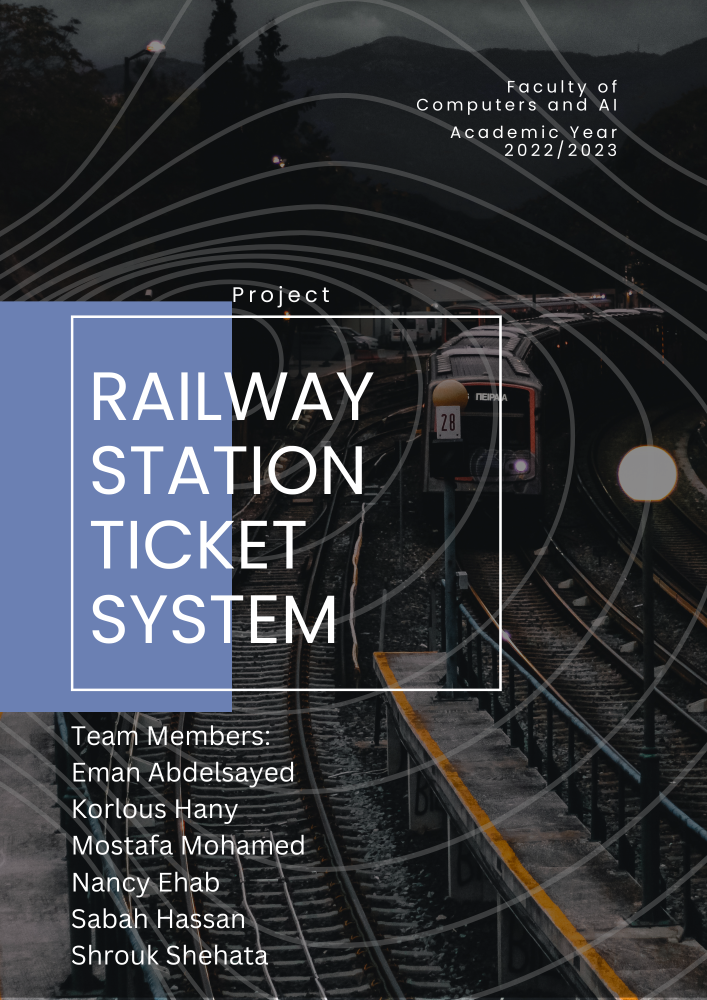 Faculty of
Computers and AI
Academic Year
2022/2023
Project
RAILWAY
STATION
TICKET
SYSTEM
ΠΕΙΡΑΙΑ
28
Team Members:
Eman Abdelsayed
Korlous Hany
Mostafa Mohamed
Nancy Ehab
Sabah Hassan
Shrouk Shehata